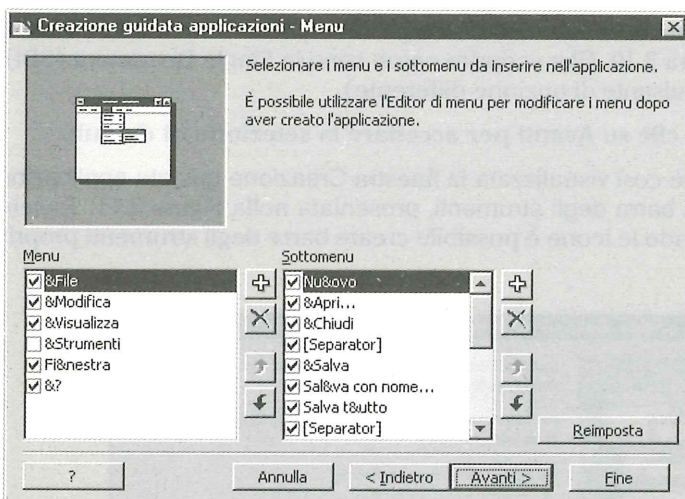 Creazione guidata applicazioni - Menu
Selezionare i menu e i sottomenu da inserire nell'applicazione.
È possibile utilizzare l'Editor di menu per modificare i menu dopo
aver creato l'applicazione.
Menu
&File
&Modifica
&Visualizza
&Strumenti
Fi&nestra
&?
Sottomenu
Nu&ovo
&Apri...
&Chiudi
[Separator]
&Salva
Sal&va con nome...
Salva t&utto
[Separator]
Reimposta
?
Annulla
< Indietro
Avanti >
Fine